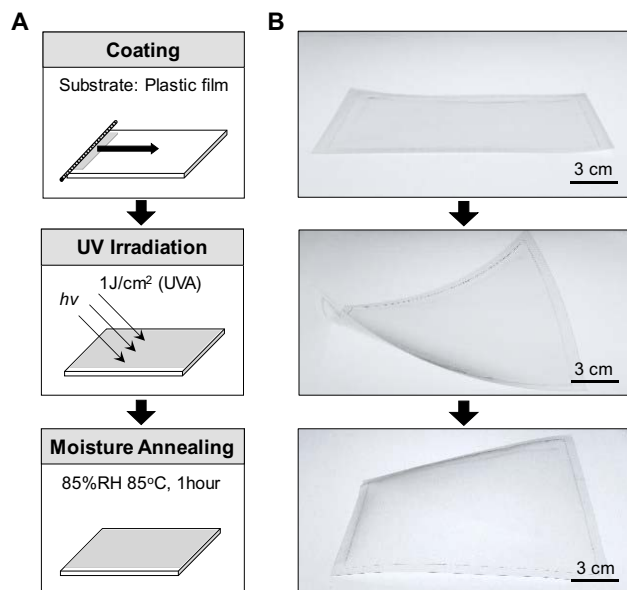 A
Coating
Substrate: Plastic film
UV Irradiation
1J/cm² (UVA)
hν
Moisture Annealing
85%RH 85°C, 1hour
B
3 cm
3 cm
3 cm